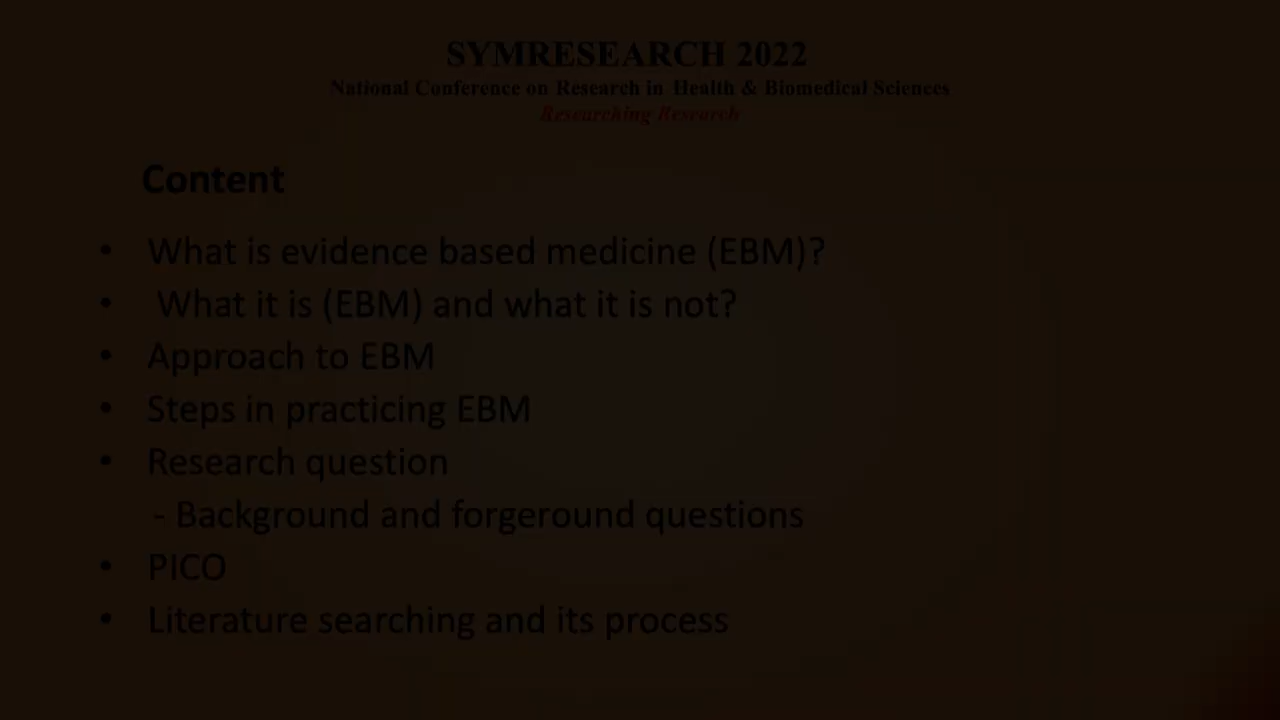 SYMRESEARCH 2022
National Conference on Research in Health & Biomedical Sciences
Researching Research
Content
• What is evidence based medicine (EBM)?
• What it is (EBM) and what it is not?
• Approach to EBM
• Steps in practicing EBM
• Research question
- Background and forgeround questions
• PICO
• Literature searching and its process